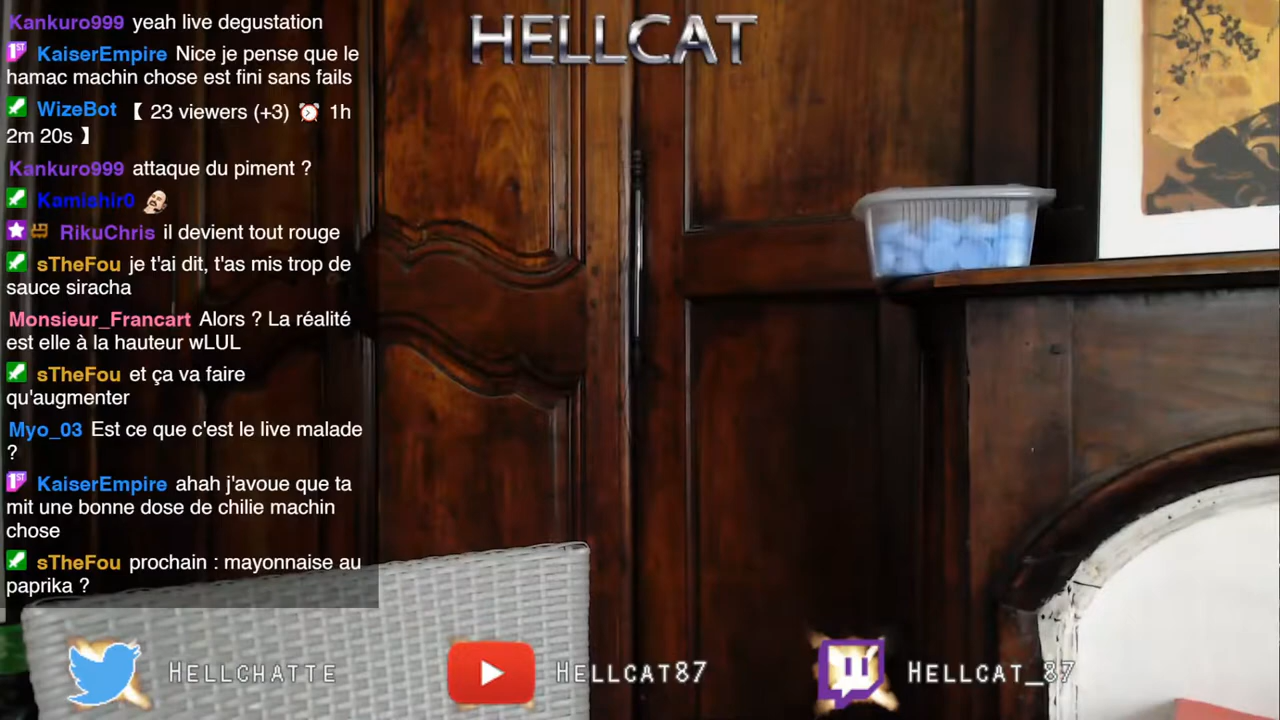 Kankuro999 yeah live degustation
KaiserEmpire Nice je pense que le
hamac machin chose est fini sans fails
WizeBot 【 23 viewers (+3) ⏰ 1h
2m 20s 】
Kankuro999 attaque du piment ?
Kamishir0
RikuChris il devient tout rouge
sTheFou je t'ai dit, t'as mis trop de
sauce siracha
Monsieur_Francart Alors ? La réalité
est elle à la hauteur wLUL
sTheFou et ça va faire
qu'augmenter
Myo_03 Est ce que c'est le live malade
?
KaiserEmpire ahah j'avoue que ta
mit une bonne dose de chilie machin
chose
sTheFou prochain : mayonnaise au
paprika ?
HELLCAT
HELLCHATTE
HELLCAT87
HELLCAT_87